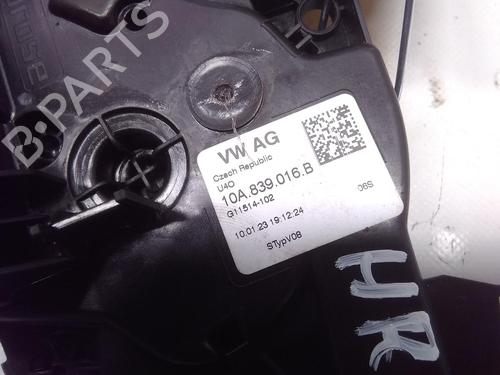 B-PARTS
VW AG
Czech Republic
U4O
10A.839.016.B
G11514-102
06S
10.01.23 19:12:24
STypV08
HR